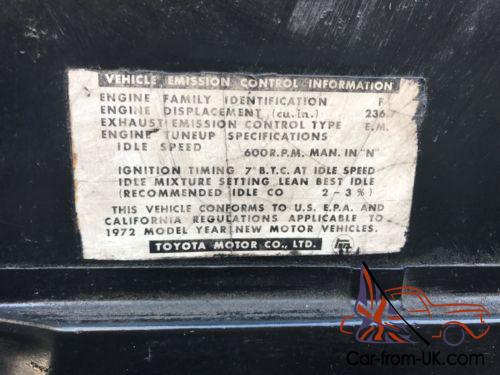 VEHICLE EMISSION CONTROL INFORMATION
ENGINE FAMILY IDENTIFICATION F
ENGINE DISPLACEMENT (cu.in.) 236.7
EXHAUST EMISSION CONTROL TYPE E.M.
ENGINE TUNEUP SPECIFICATIONS
IDLE SPEED 600R.P.M. MAN. IN "N"
IGNITION TIMING 7° B.T.C. AT IDLE SPEED
IDLE MIXTURE SETTING LEAN BEST IDLE
(RECOMMENDED IDLE CO 2 - 3%)
THIS VEHICLE CONFORMS TO U.S. E.P.A. AND
CALIFORNIA REGULATIONS APPLICABLE TO
1972 MODEL YEAR NEW MOTOR VEHICLES.
TOYOTA MOTOR CO., LTD.
Car-from-UK.com